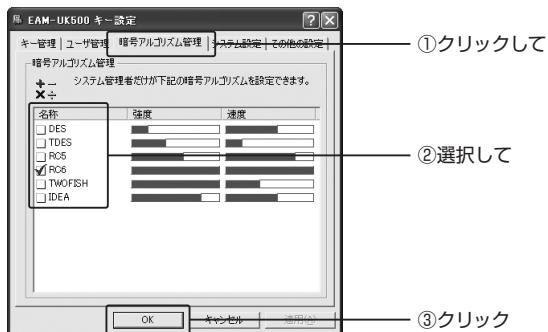 EAM-UK500 キー設定
キー管理 ユーザ管理 暗号アルゴリズム管理 システム設定 その他の設定
①クリックして
暗号アルゴリズム管理
システム管理者だけが下記の暗号アルゴリズムを設定できます。
名称 強度 速度
DES
TDES
②選択して
RC5
RC6
TWOFISH
IDEA
OK キャンセル 適用(A)
③クリック